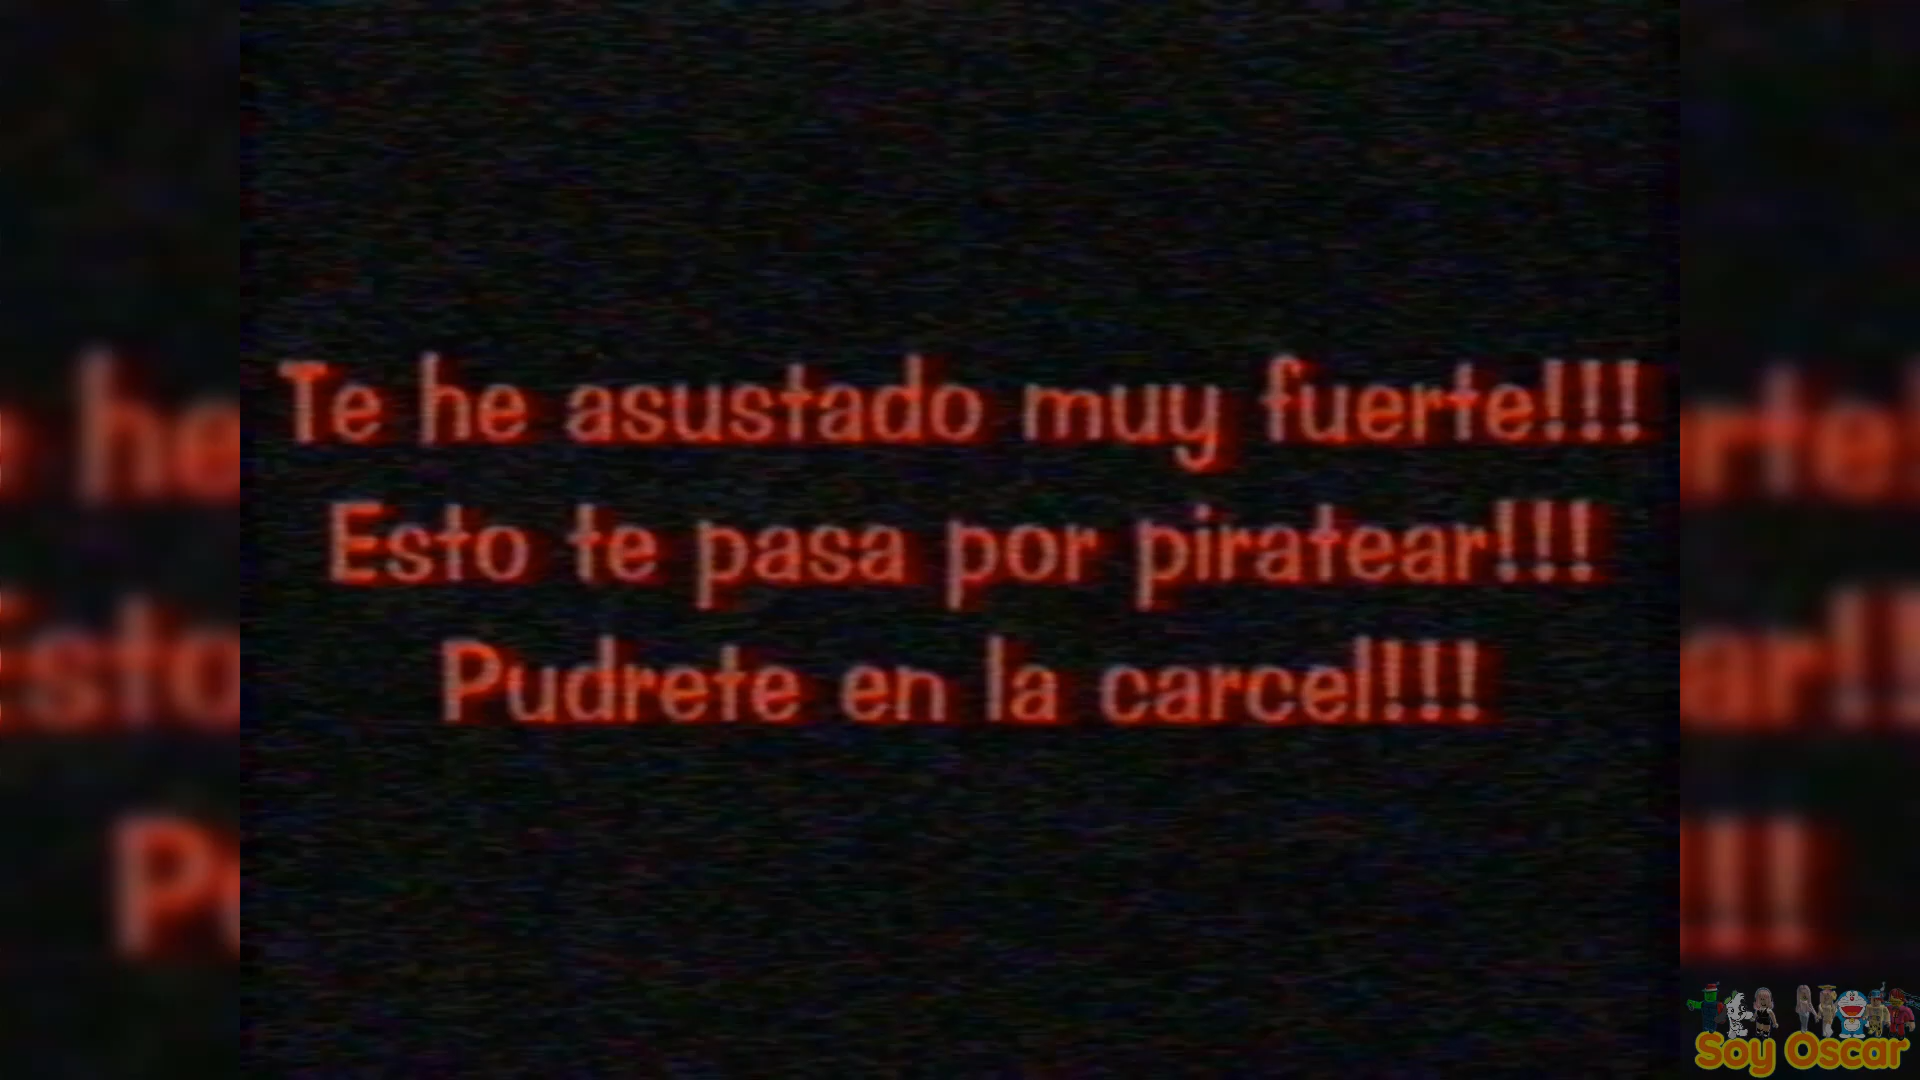 Te he asustado muy fuerte!!!
Esto te pasa por piratear!!!
Pudrete en la carcel!!!
Soy Oscar